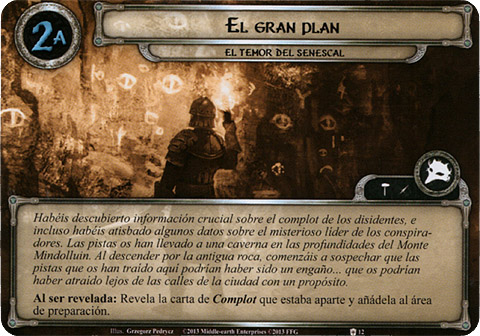 2A
El gran plan
El temor del senescal
Habéis descubierto información crucial sobre el complot de los disidentes, e
incluso habéis atisbado algunos datos sobre el misterioso líder de los conspira-
dores. Las pistas os han llevado a una caverna en las profundidades del Monte
Mindolluin. Al descender por la antigua roca, comenzáis a sospechar que las
pistas que os han traido aquí podrían haber sido un engaño... que os podrían
haber atraido lejos de las calles de la ciudad con un propósito.
Al ser revelada: Revela la carta de Complot que estaba aparte y añádela al área
de preparación.
Illus. Grzegorz Pedrycz ©2013 Middle-earth Enterprises ©2013 FFG 12